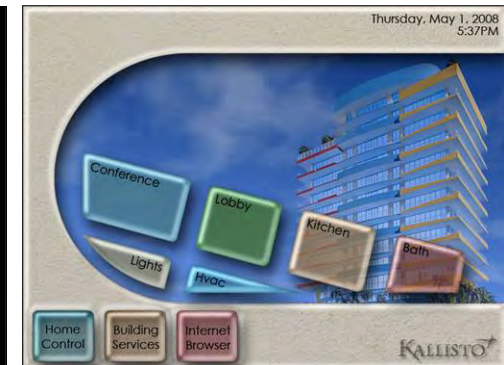 Thursday, May 1, 2008
5:37PM
Conference
Lobby
Kitchen
Bath
Lights
Hvac
Home
Control
Building
Services
Internet
Browser
KALLISTO